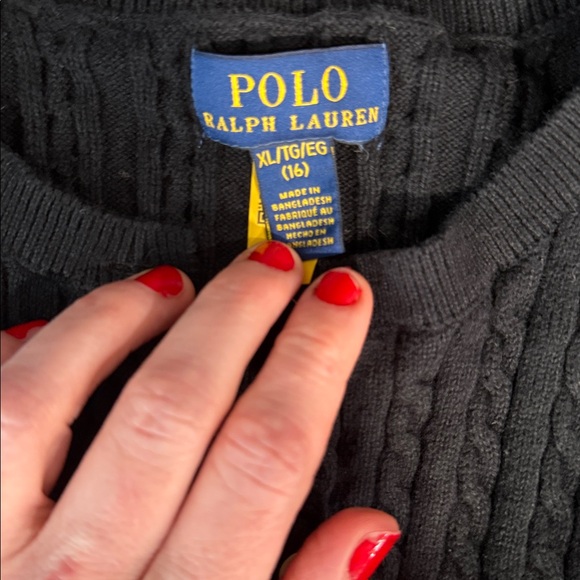 POLO
RALPH LAUREN
XL/TG/EG
(16)
MADE IN
BANGLADESH
FABRIQUÉ AU
BANGLADESH
HECHO EN
BANGLADESH